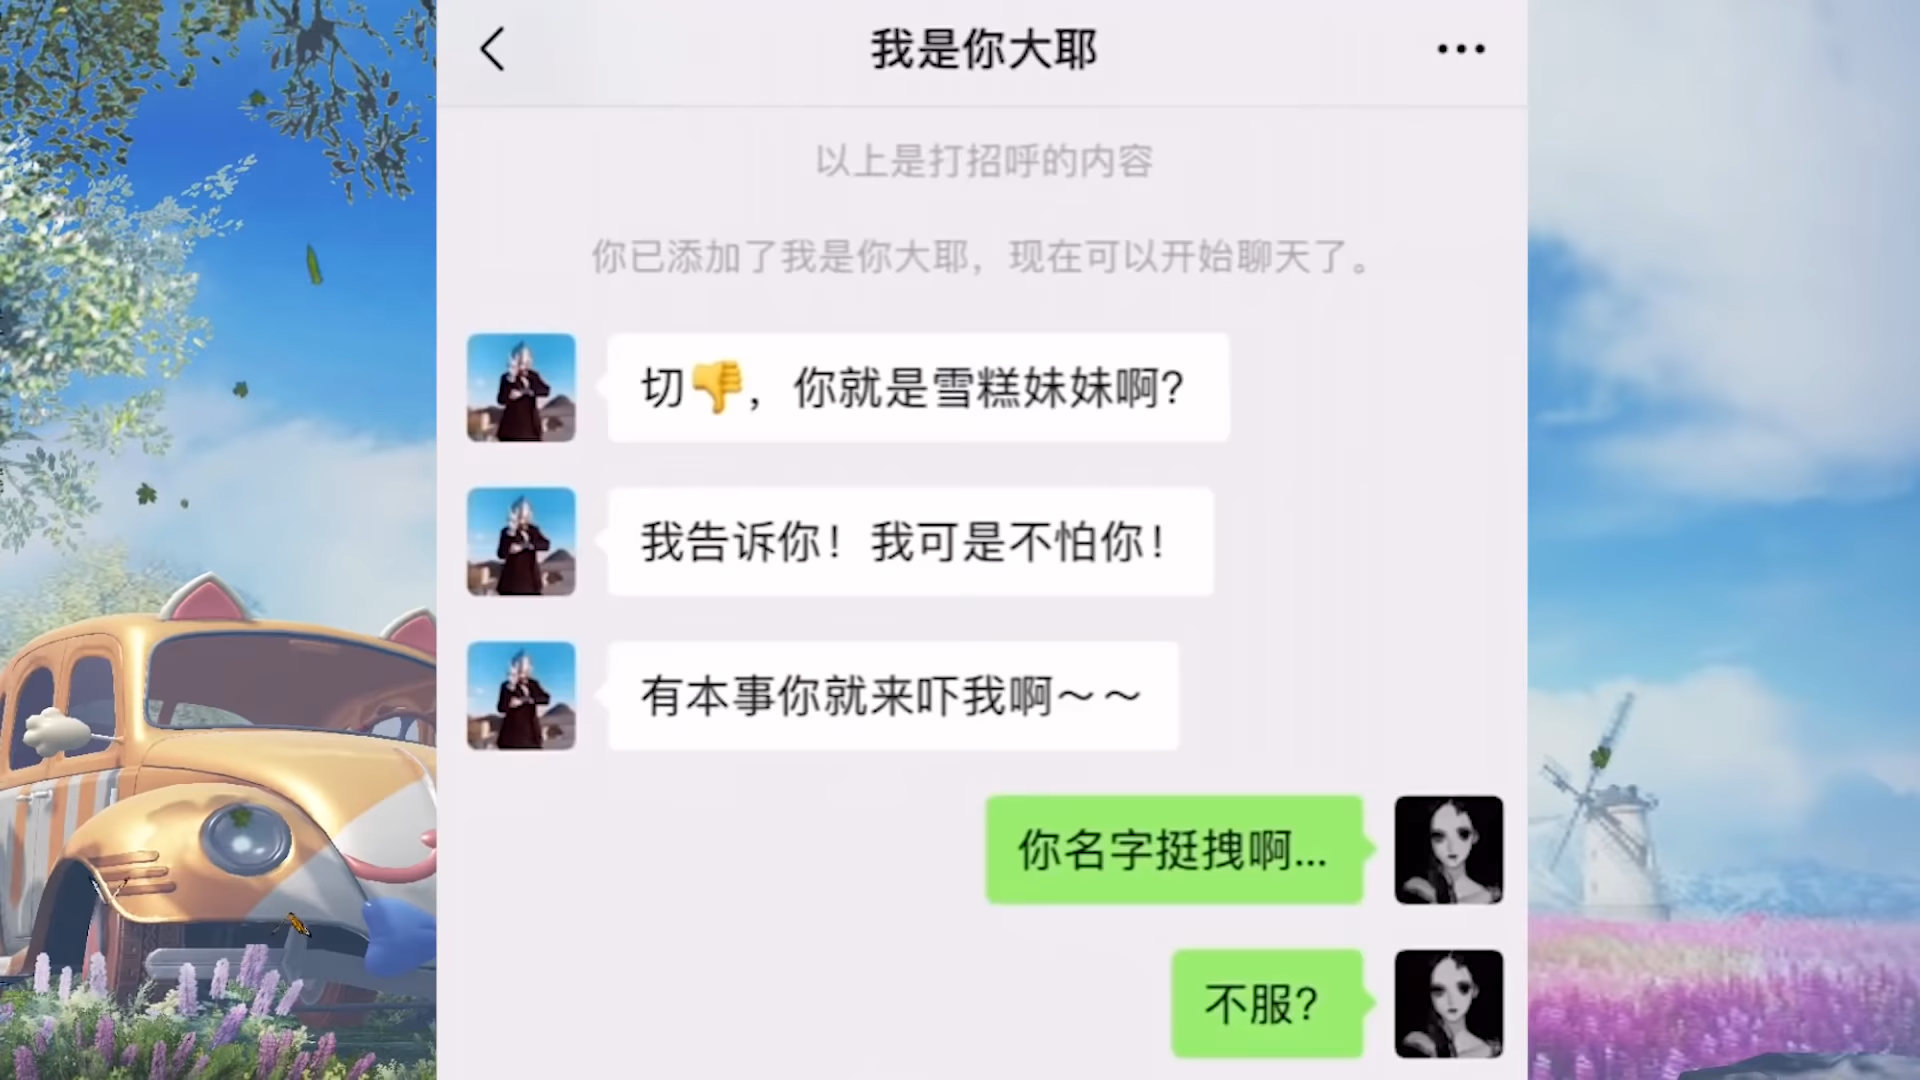 我是你大耶
以上是打招呼的内容
你已添加了我是你大耶，现在可以开始聊天了。
切👎，你就是雪糕妹妹啊?
我告诉你！我可是不怕你！
有本事你就来吓我啊～～
你名字挺拽啊...
不服?